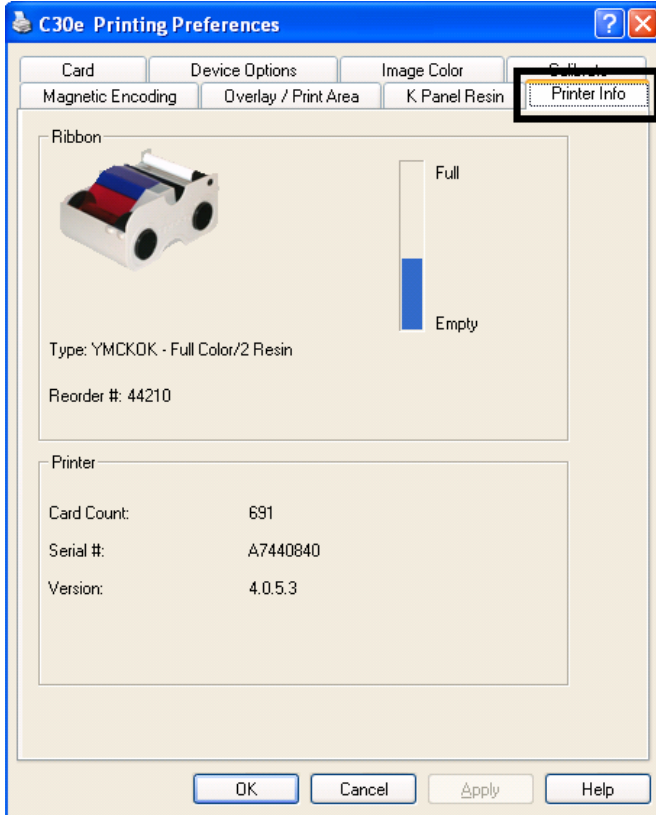 C30e Printing Preferences
Card Device Options Image Color Calibrate
Magnetic Encoding Overlay / Print Area K Panel Resin Printer Info
Ribbon
Full
Empty
Type: YMCKOK - Full Color/2 Resin
Reorder #: 44210
Printer
Card Count: 691
Serial #: A7440840
Version: 4.0.5.3
OK Cancel Apply Help